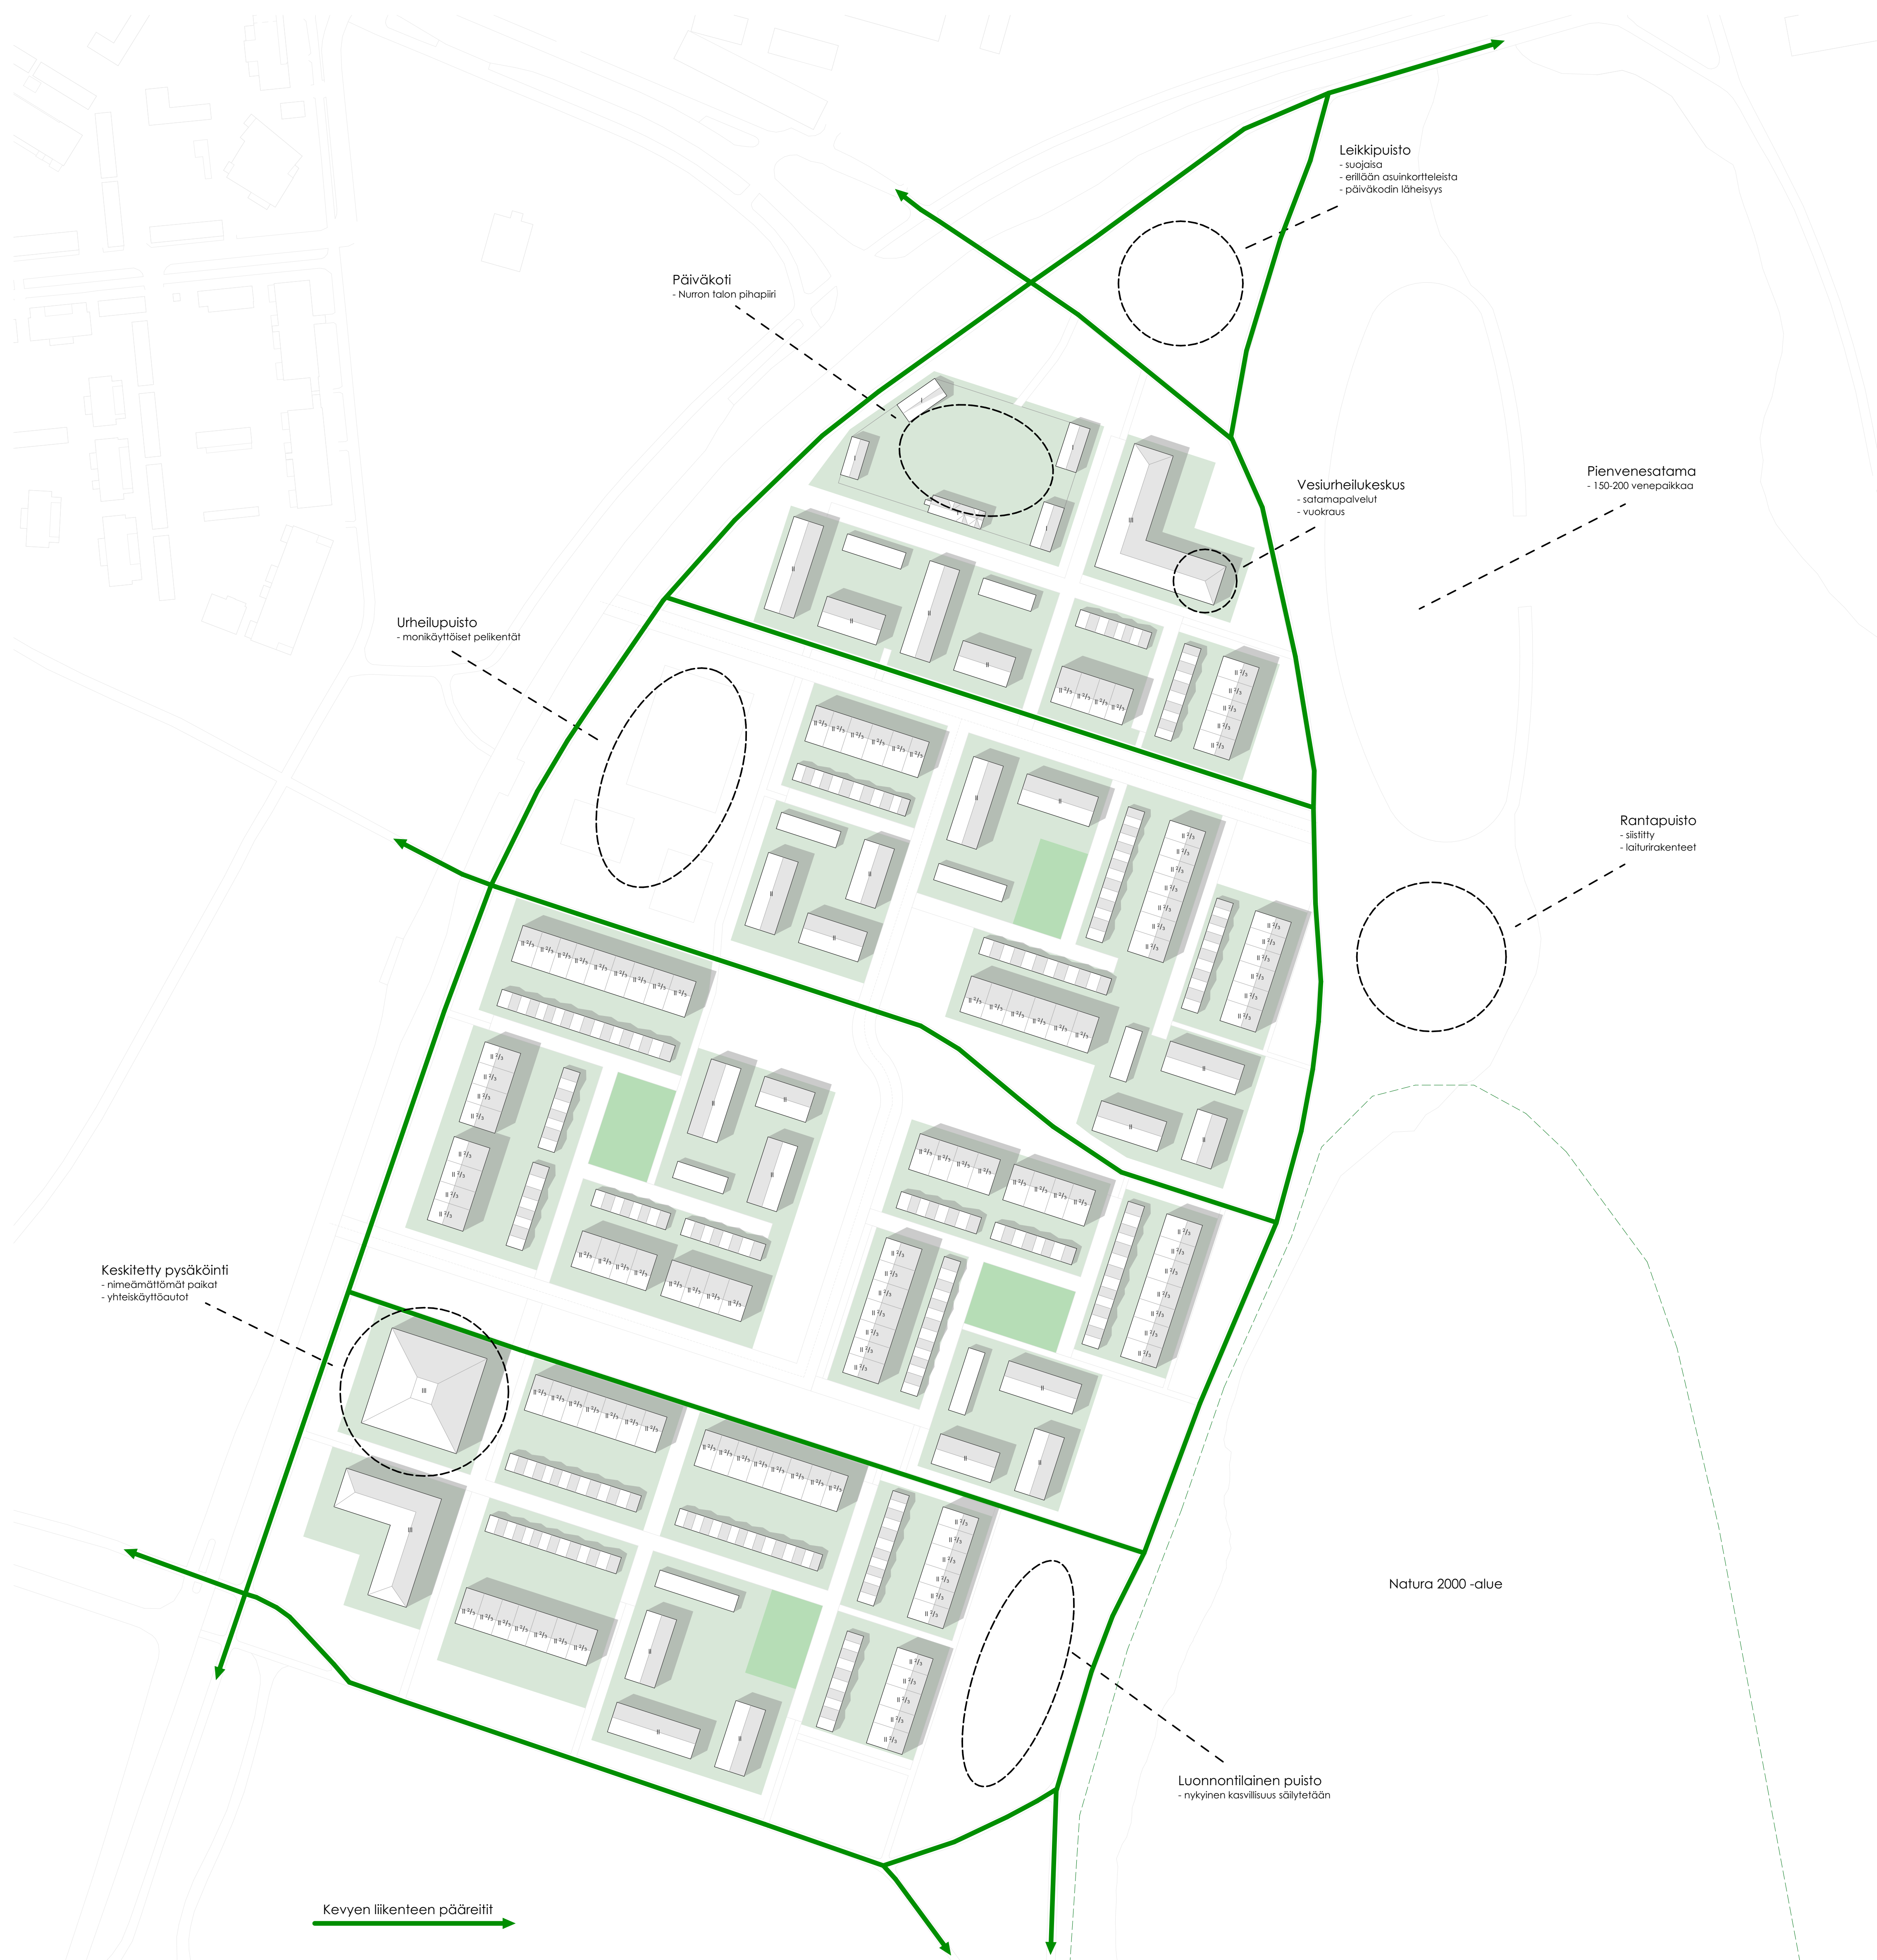 Leikkipuisto
- suojaisa
- erillään asuinkortteleista
- päiväkodin läheisyys
Päiväkoti
- Nurron talon pihapiiri
Vesiurheilukeskus
- satamapalvelut
- vuokraus
Pienvenesatama
- 150-200 venepaikkaa
Urheilupuisto
- monikäyttöiset pelikentät
Rantapuisto
- siistitty
- laiturirakenteet
Keskitetty pysäköinti
- nimeämättömät paikat
- yhteiskäyttöautot
Natura 2000 -alue
Luonnontilainen puisto
- nykyinen kasvillisuus säilytetään
Kevyen liikenteen pääreitit